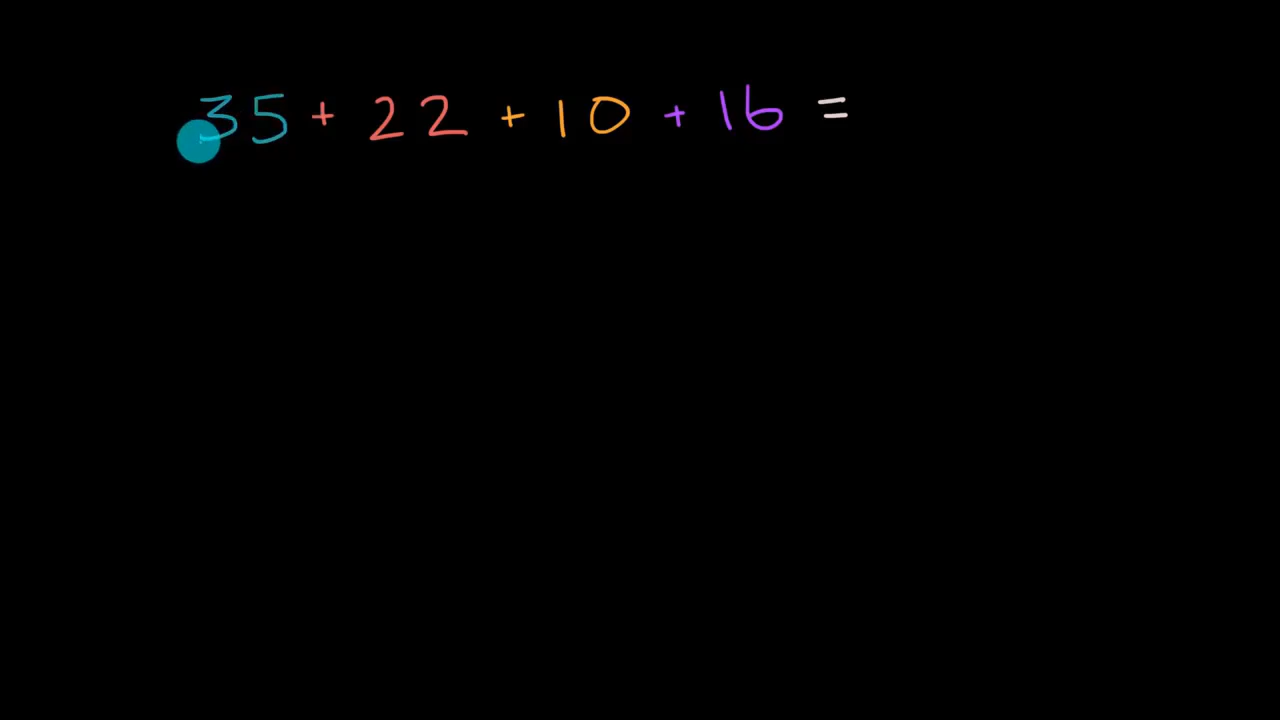 35 + 22 + 10 + 16 =